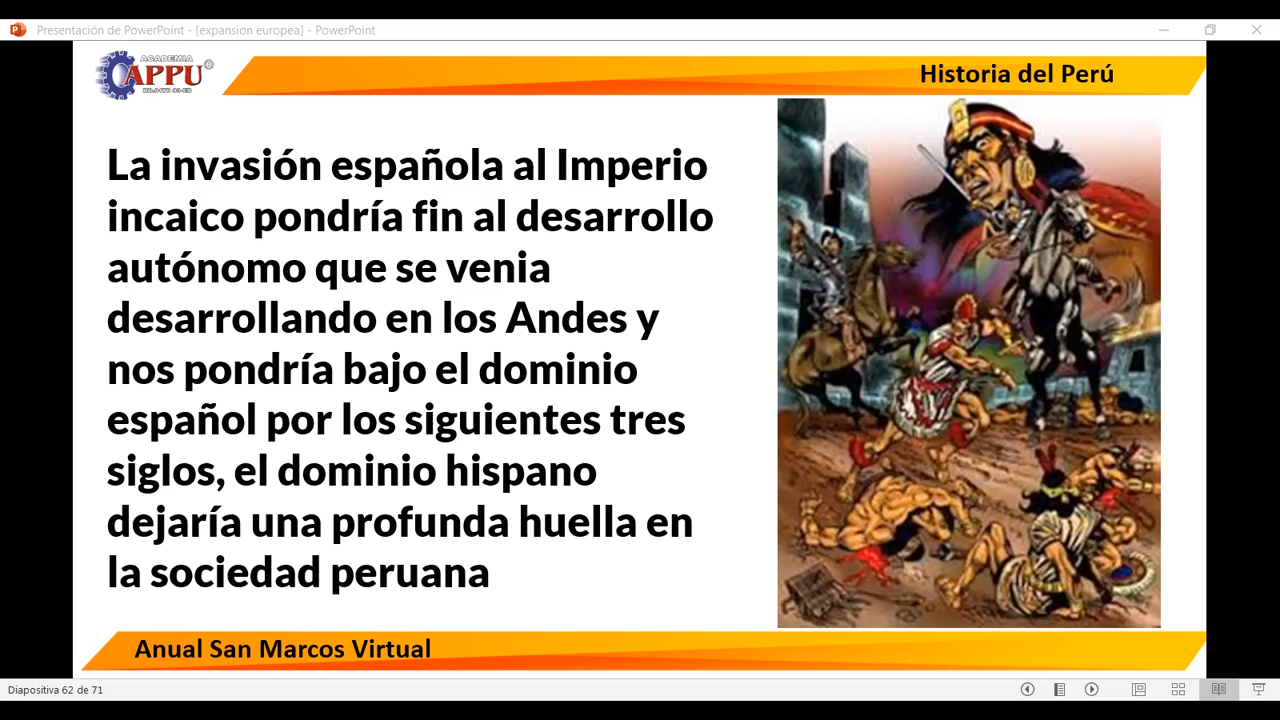 Presentación de PowerPoint - [expansion europea] - PowerPoint
ACADEMIA
APPU
Historia del Perú
La invasión española al Imperio
incaico pondría fin al desarrollo
autónomo que se venia
desarrollando en los Andes y
nos pondría bajo el dominio
español por los siguientes tres
siglos, el dominio hispano
dejaría una profunda huella en
la sociedad peruana
Anual San Marcos Virtual
Diapositiva 62 de 71